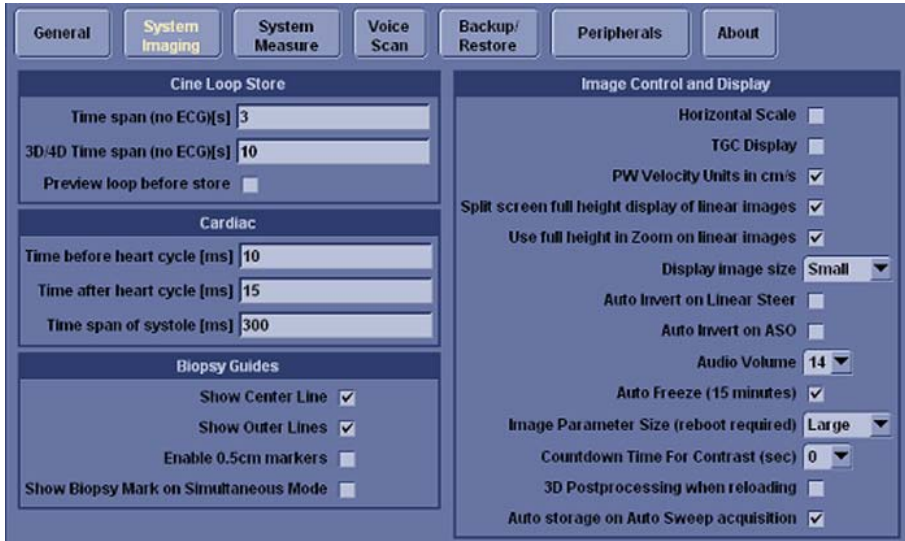 General
System
Imaging
System
Measure
Voice
Scan
Backup/
Restore
Peripherals
About
Cine Loop Store
Time span (no ECG)[s] 3
3D/4D Time span (no ECG)[s] 10
Preview loop before store
Cardiac
Time before heart cycle [ms] 10
Time after heart cycle [ms] 15
Time span of systole [ms] 300
Biopsy Guides
Show Center Line
Show Outer Lines
Enable 0.5cm markers
Show Biopsy Mark on Simultaneous Mode
Image Control and Display
Horizontal Scale
TGC Display
PW Velocity Units in cm/s
Split screen full height display of linear images
Use full height in Zoom on linear images
Display image size Small
Auto Invert on Linear Steer
Auto Invert on ASO
Audio Volume 14
Auto Freeze (15 minutes)
Image Parameter Size (reboot required) Large
Countdown Time For Contrast (sec) 0
3D Postprocessing when reloading
Auto storage on Auto Sweep acquisition